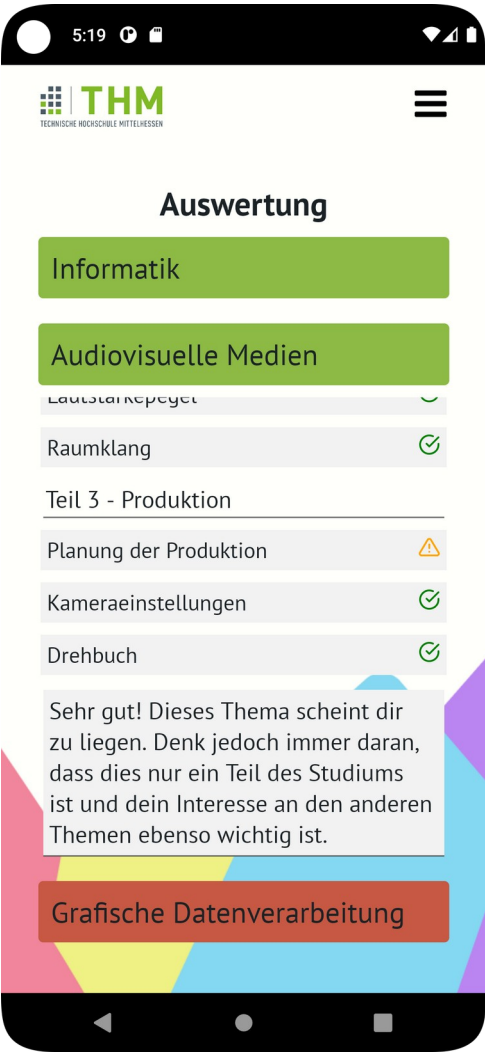 5:19
THM
TECHNISCHE HOCHSCHULE MITTELHESSEN
Auswertung
Informatik
Audiovisuelle Medien
Lautstärkepegel
Raumklang
Teil 3 - Produktion
Planung der Produktion
Kameraeinstellungen
Drehbuch
Sehr gut! Dieses Thema scheint dir
zu liegen. Denk jedoch immer daran,
dass dies nur ein Teil des Studiums
ist und dein Interesse an den anderen
Themen ebenso wichtig ist.
Grafische Datenverarbeitung